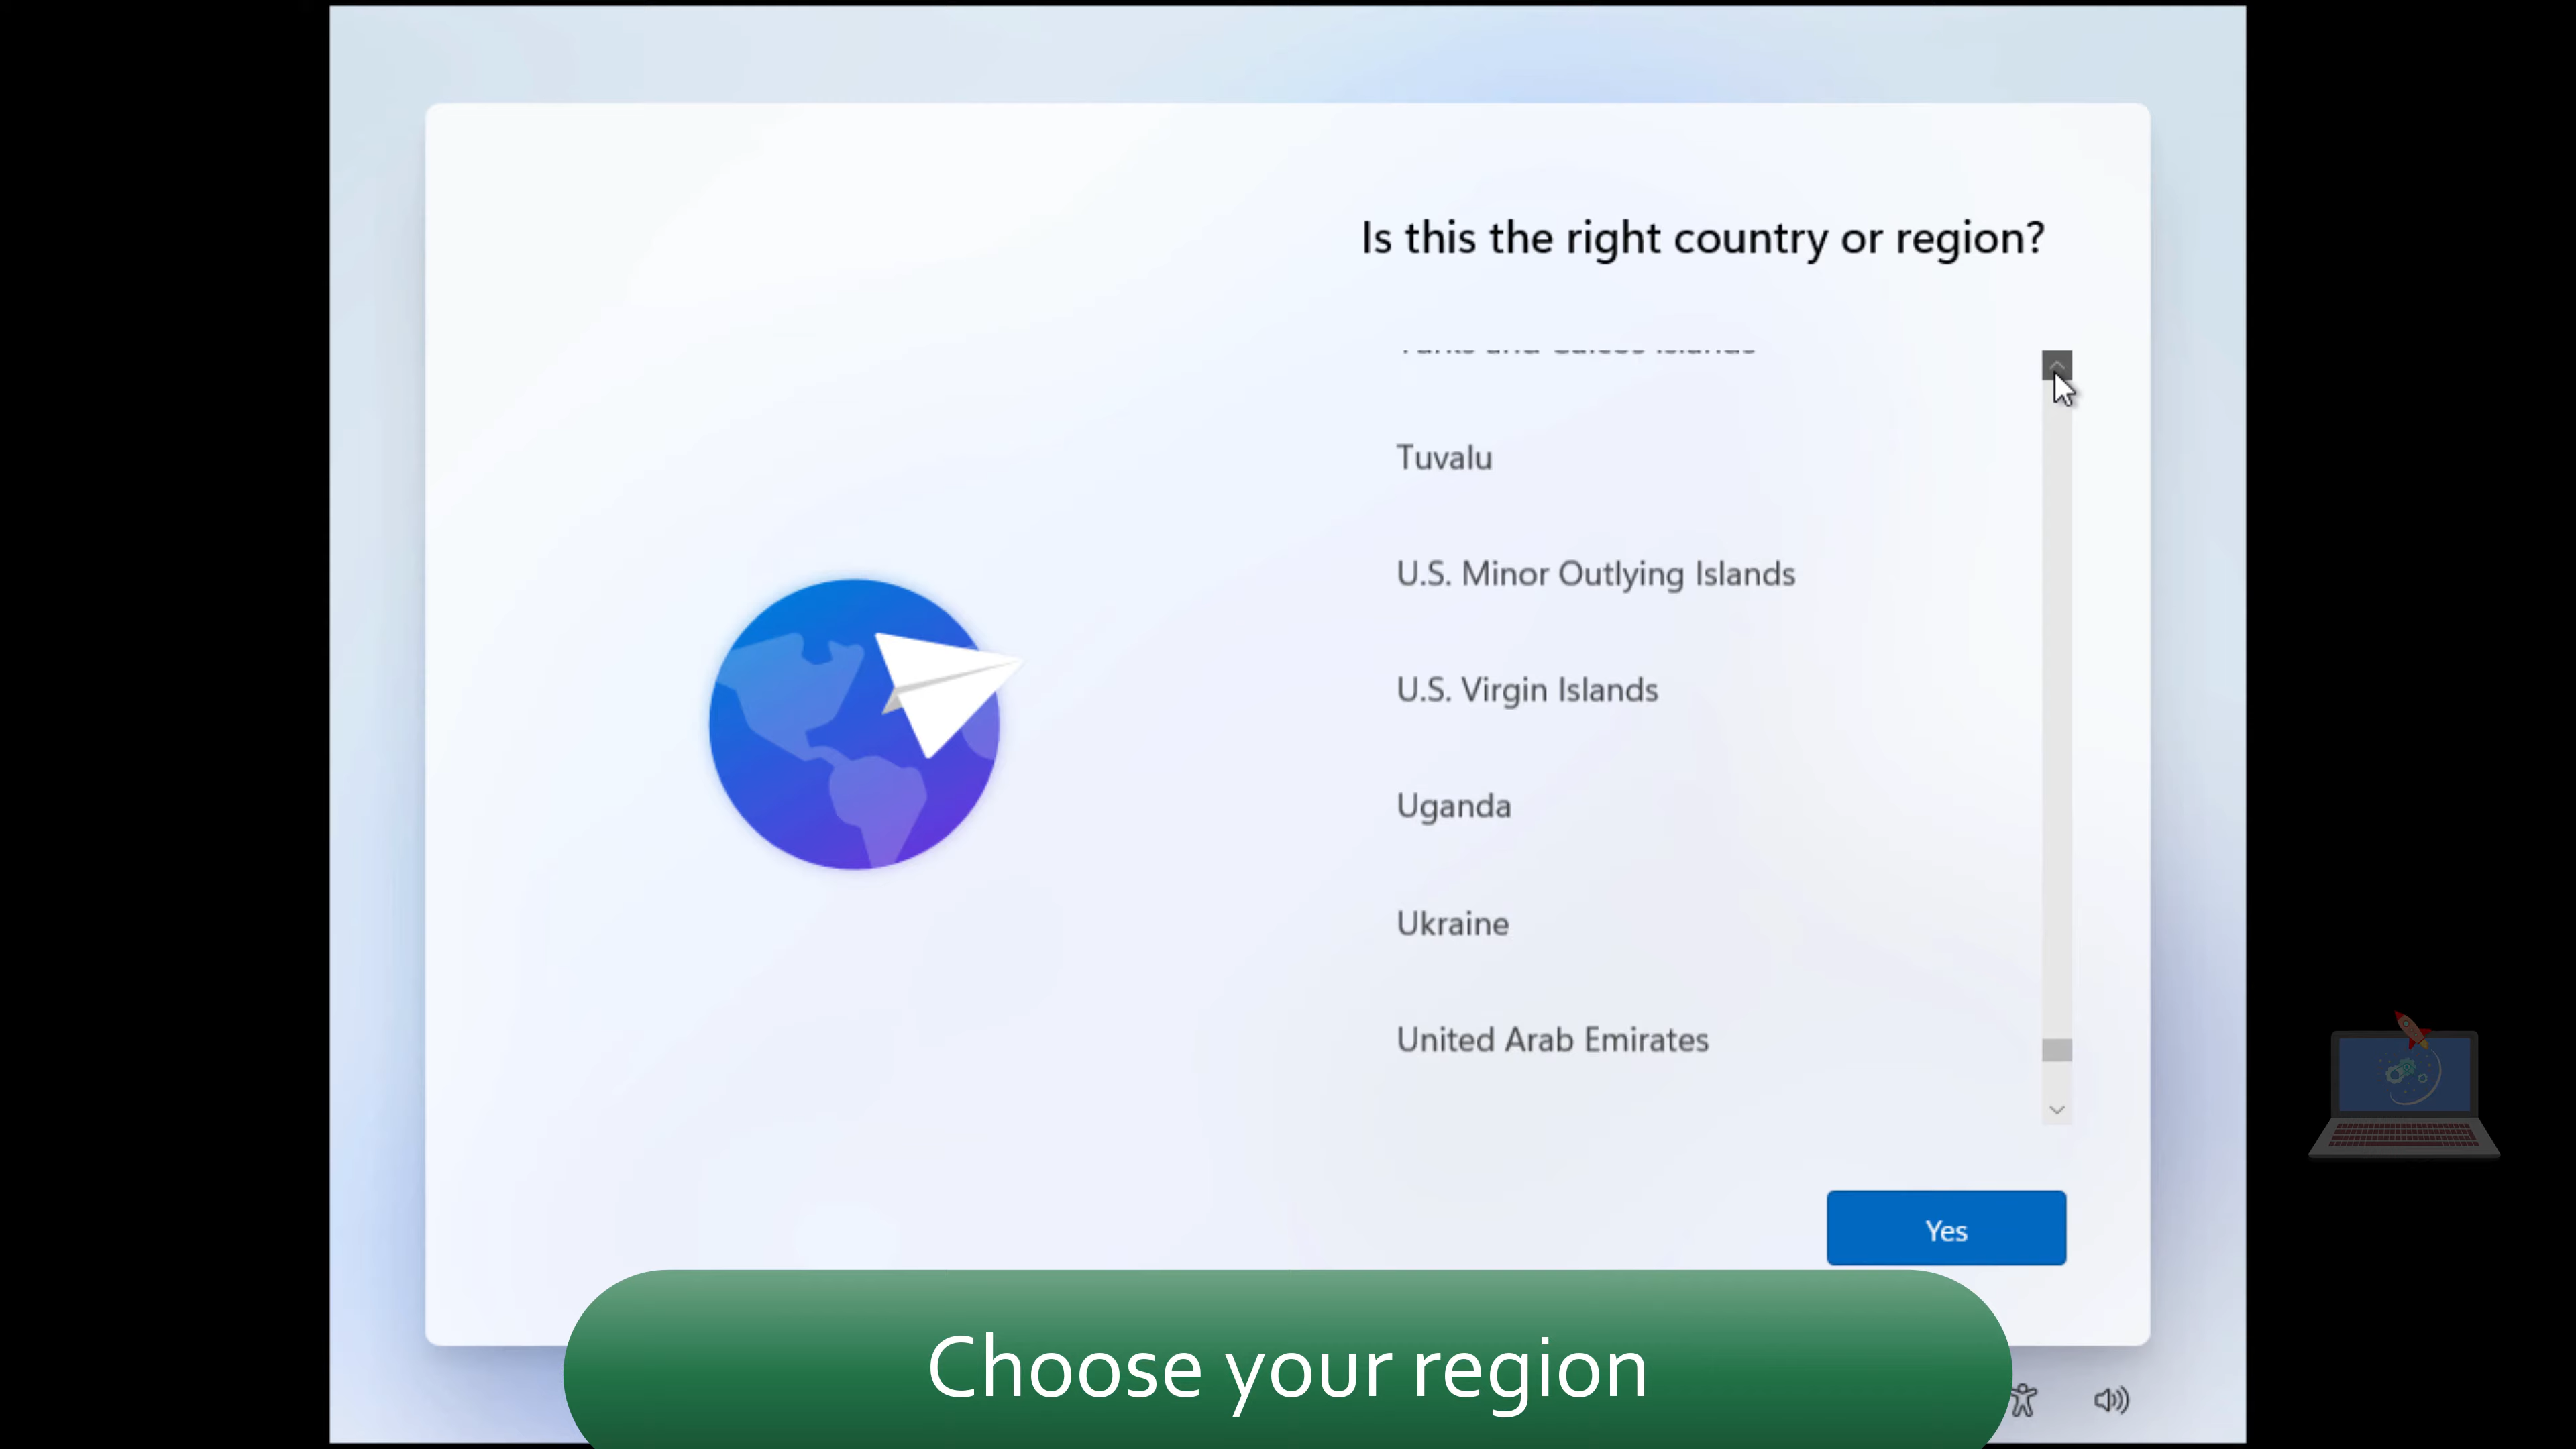 Is this the right country or region?
Tuvalu
U.S. Minor Outlying Islands
U.S. Virgin Islands
Uganda
Ukraine
United Arab Emirates
Yes
Choose your region